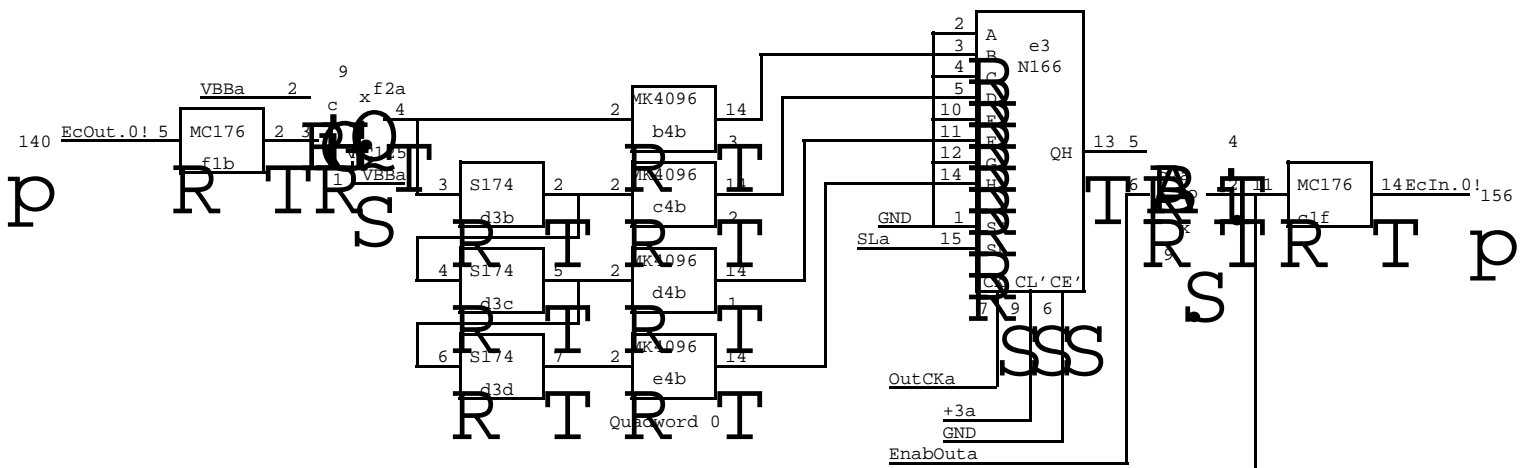 2
A
e3
N166
3
B
4
C
5
D
10
E
11
F
12
G
14
H
1
15
QH
13 5
CL' CE'
7 9 6
SSS
9
VBBa 2
c
x f2a
4
140 EcOut.0! 5
MC176
f1b
2 3
1 VBBa
p
R T R
S
T
2
MK4096
b4b
14
3
R T
3
S174
d3b
2
2
MK4096
c4b
14
2
R T R T
4
S174
d3c
5
2
MK4096
d4b
14
1
R T R T
6
S174
d3d
7
2
MK4096
e4b
14
R T R T
Quadword 0
GND
SLa
OutCKa
+3a
GND
EnabOuta
T
6
4
11
MC176
c1f
14 EcIn.0! 156
x
9
R T R T p
.S